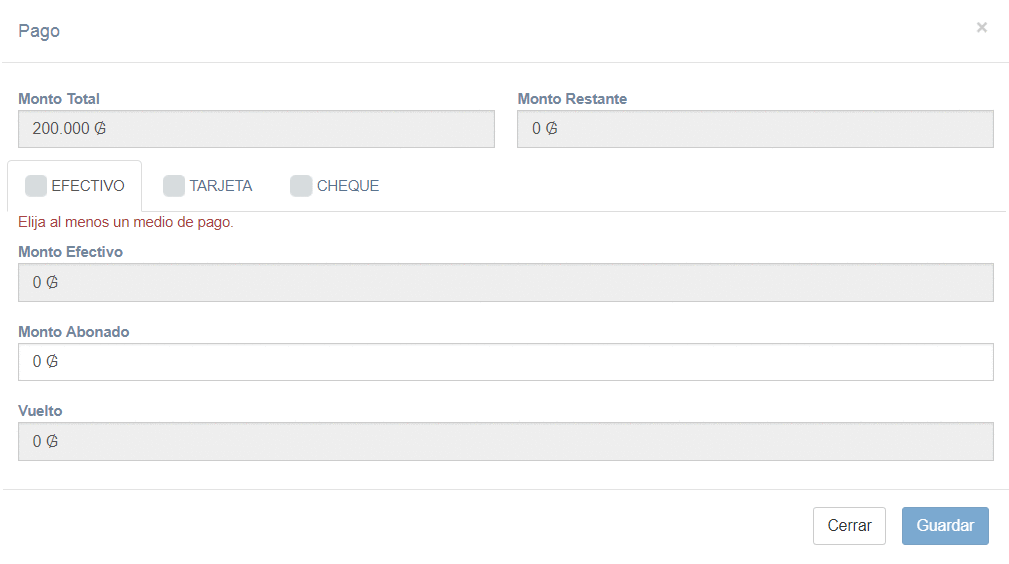 Pago
×
Monto Total
Monto Restante
200.000 ₲
0 ₲
EFECTIVO
TARJETA
CHEQUE
Elija al menos un medio de pago.
Monto Efectivo
0 ₲
Monto Abonado
0 ₲
Vuelto
0 ₲
Cerrar
Guardar